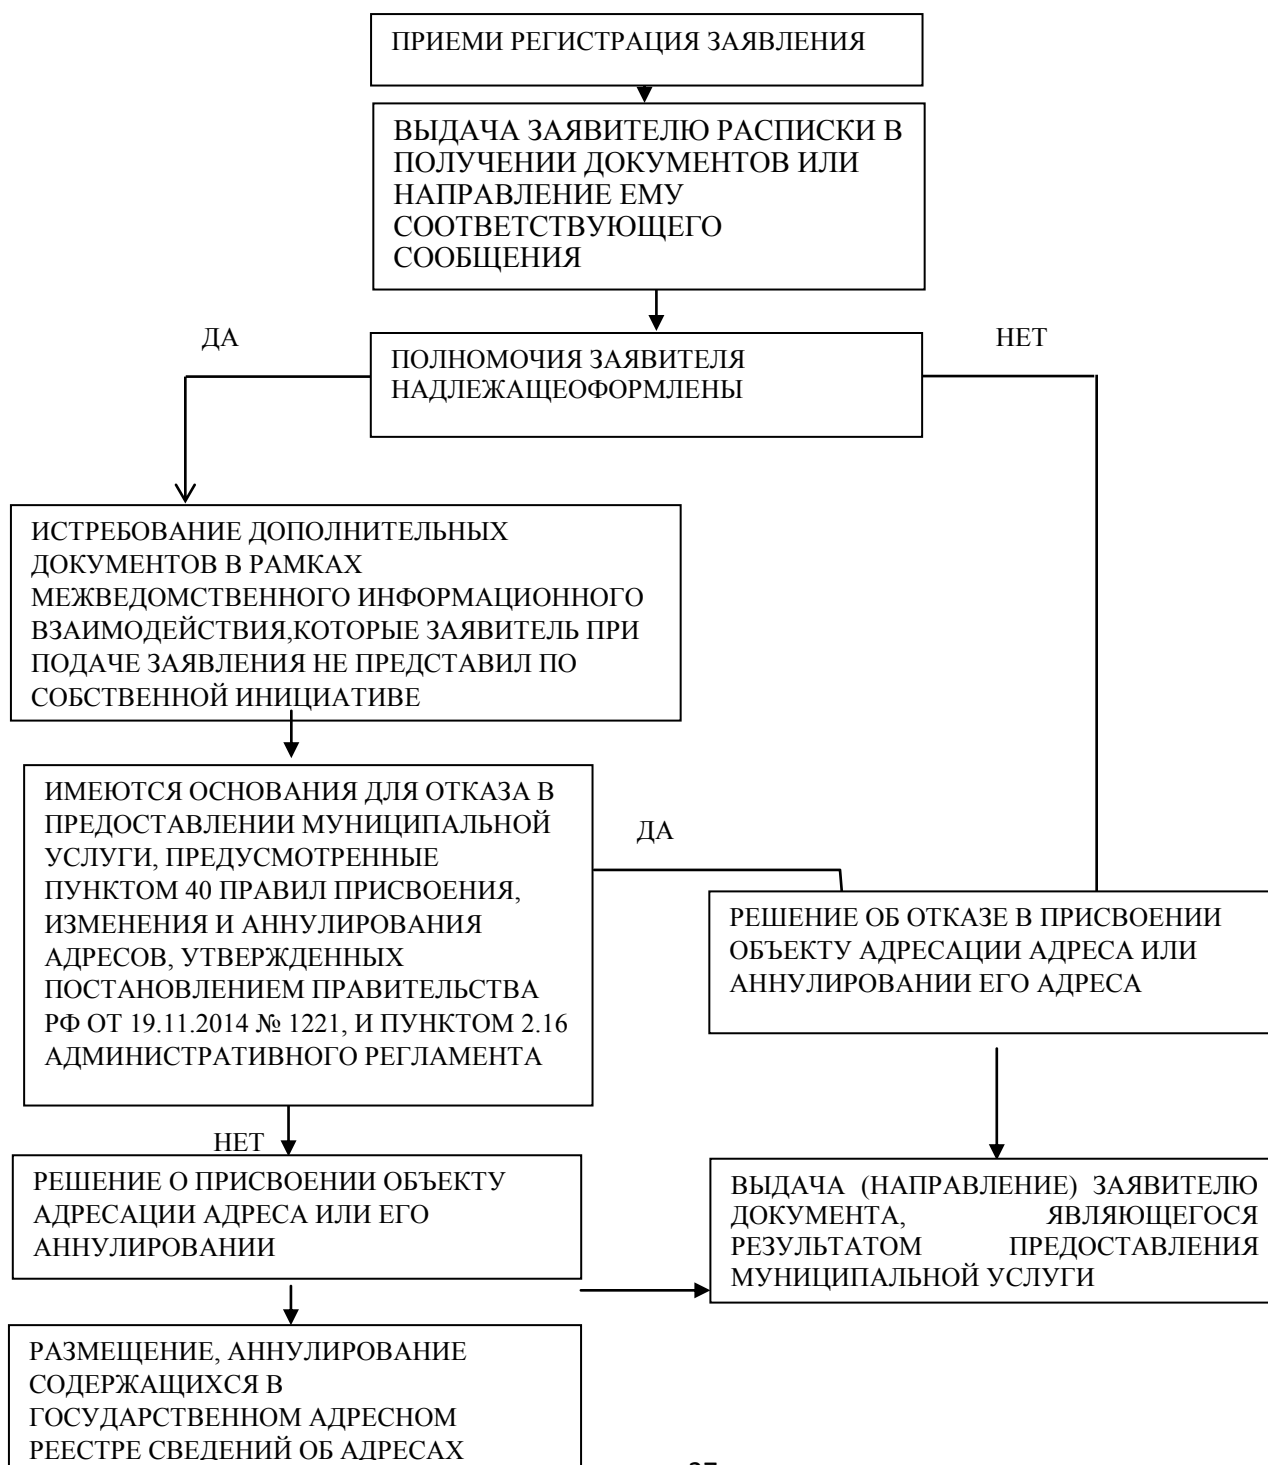 ПРИЕМИ РЕГИСТРАЦИЯ ЗАЯВЛЕНИЯ
ВЫДАЧА ЗАЯВИТЕЛЮ РАСПИСКИ В
ПОЛУЧЕНИИ ДОКУМЕНТОВ ИЛИ
НАПРАВЛЕНИЕ ЕМУ
СООТВЕТСТВУЮЩЕГО
СООБЩЕНИЯ
ДА
НЕТ
ПОЛНОМОЧИЯ ЗАЯВИТЕЛЯ
НАДЛЕЖАЩЕОФОРМЛЕНЫ
ИСТРЕБОВАНИЕ ДОПОЛНИТЕЛЬНЫХ
ДОКУМЕНТОВ В РАМКАХ
МЕЖВЕДОМСТВЕННОГО ИНФОРМАЦИОННОГО
ВЗАИМОДЕЙСТВИЯ,КОТОРЫЕ ЗАЯВИТЕЛЬ ПРИ
ПОДАЧЕ ЗАЯВЛЕНИЯ НЕ ПРЕДСТАВИЛ ПО
СОБСТВЕННОЙ ИНИЦИАТИВЕ
ИМЕЮТСЯ ОСНОВАНИЯ ДЛЯ ОТКАЗА В
ПРЕДОСТАВЛЕНИИ МУНИЦИПАЛЬНОЙ
УСЛУГИ, ПРЕДУСМОТРЕННЫЕ
ПУНКТОМ 40 ПРАВИЛ ПРИСВОЕНИЯ,
ИЗМЕНЕНИЯ И АННУЛИРОВАНИЯ
АДРЕСОВ, УТВЕРЖДЕННЫХ
ПОСТАНОВЛЕНИЕМ ПРАВИТЕЛЬСТВА
РФ ОТ 19.11.2014 № 1221, И ПУНКТОМ 2.16
АДМИНИСТРАТИВНОГО РЕГЛАМЕНТА
ДА
РЕШЕНИЕ ОБ ОТКАЗЕ В ПРИСВОЕНИИ
ОБЪЕКТУ АДРЕСАЦИИ АДРЕСА ИЛИ
АННУЛИРОВАНИИ ЕГО АДРЕСА
НЕТ
РЕШЕНИЕ О ПРИСВОЕНИИ ОБЪЕКТУ
АДРЕСАЦИИ АДРЕСА ИЛИ ЕГО
АННУЛИРОВАНИИ
ВЫДАЧА (НАПРАВЛЕНИЕ) ЗАЯВИТЕЛЮ
ДОКУМЕНТА, ЯВЛЯЮЩЕГОСЯ
РЕЗУЛЬТАТОМ ПРЕДОСТАВЛЕНИЯ
МУНИЦИПАЛЬНОЙ УСЛУГИ
РАЗМЕЩЕНИЕ, АННУЛИРОВАНИЕ
СОДЕРЖАЩИХСЯ В
ГОСУДАРСТВЕННОМ АДРЕСНОМ
РЕЕСТРЕ СВЕДЕНИЙ ОБ АДРЕСАХ